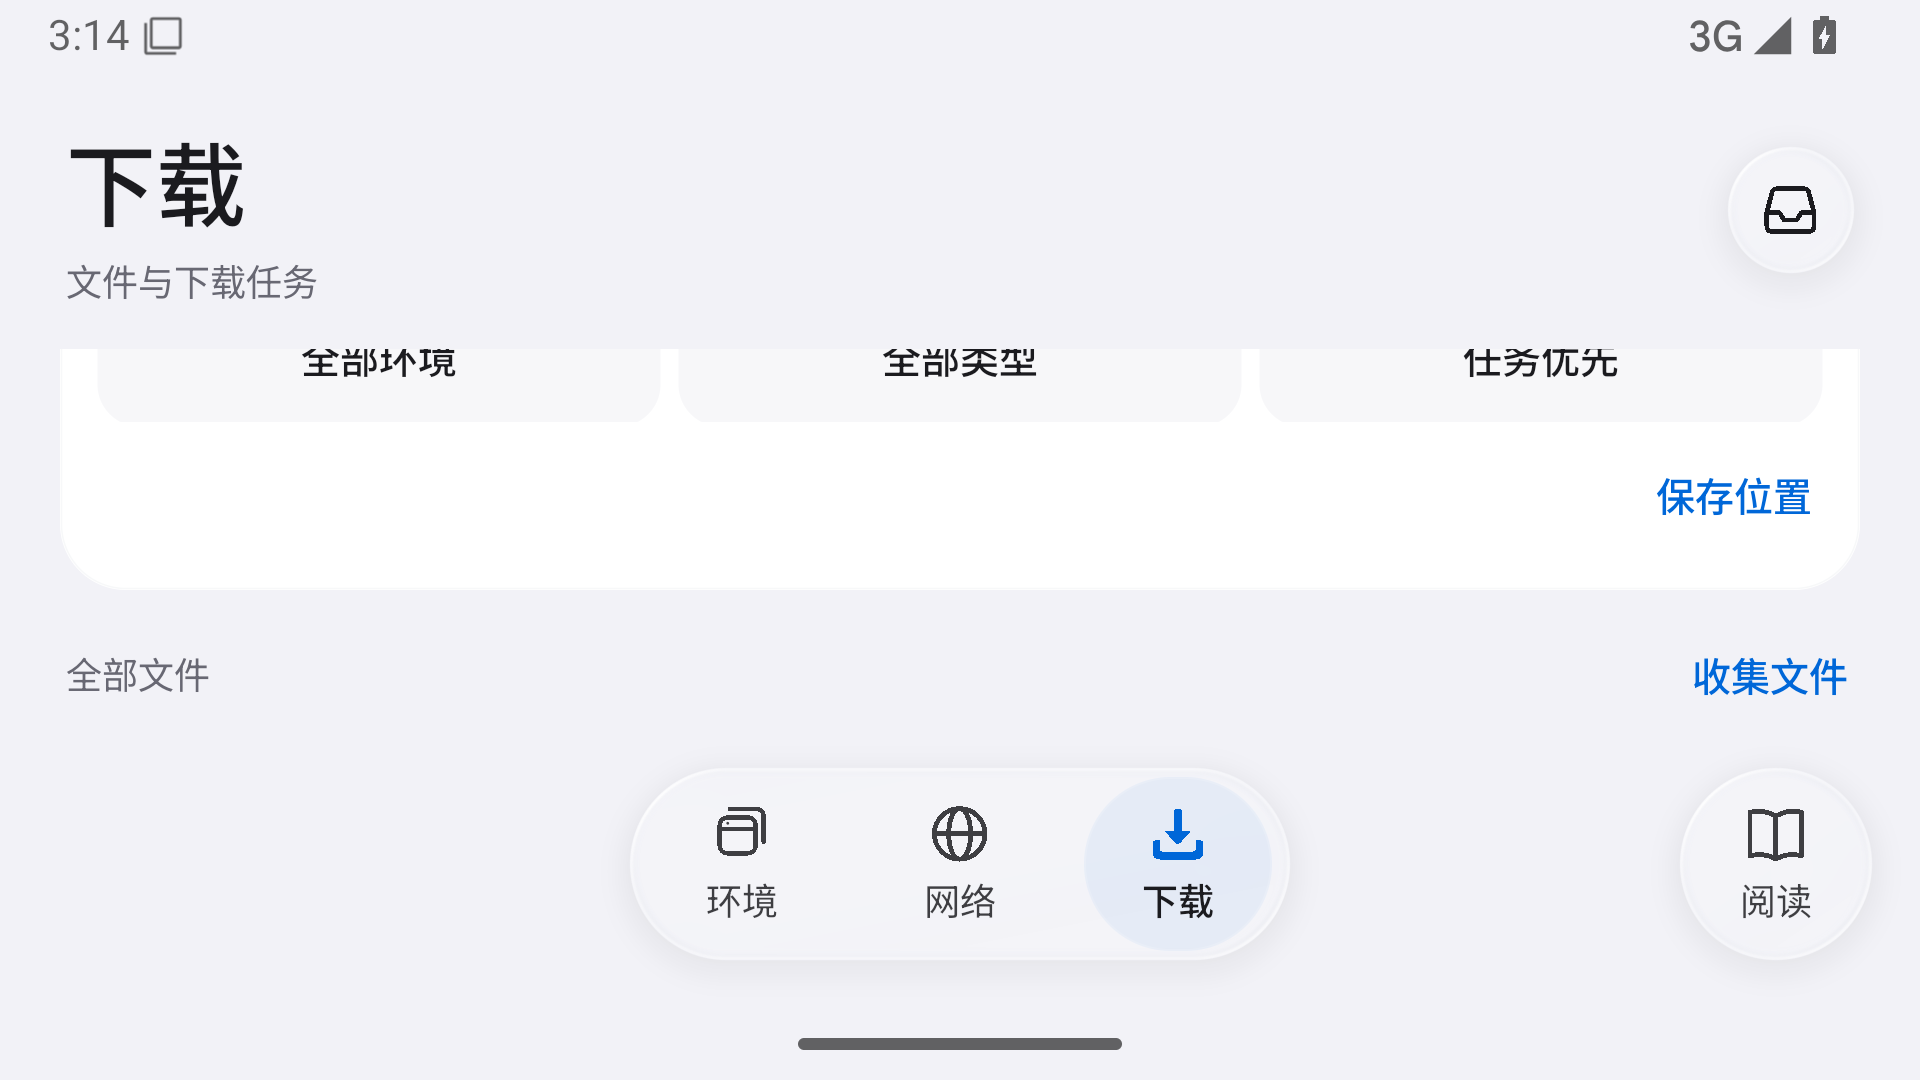 3:14
3G
下载
文件与下载任务
全部环境
全部类型
任务优先
保存位置
全部文件
收集文件
环境
网络
下载
阅读